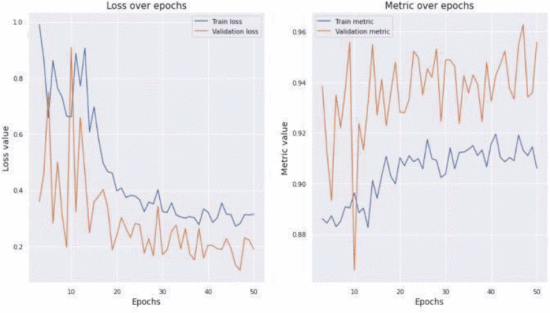 Loss over epochs
Train loss
Validation loss
1.0
0.8
0.6
0.4
0.2
Loss value
10
20
30
40
50
Epochs
Metric over epochs
Train metric
Validation metric
0.96
0.94
0.92
0.90
0.88
Metric value
10
20
30
40
50
Epochs